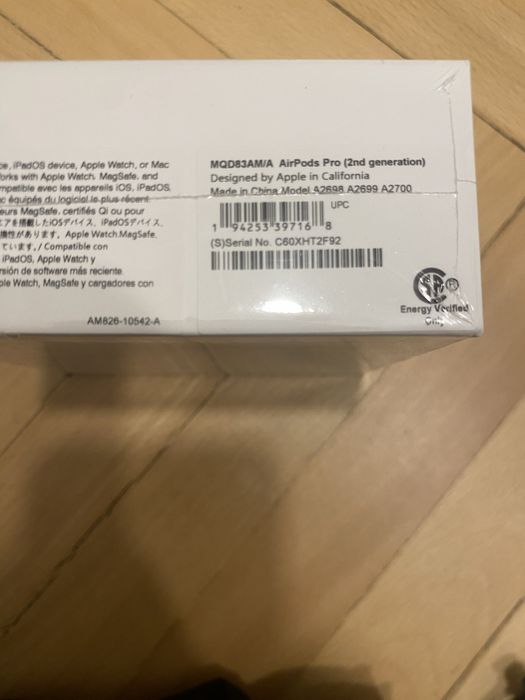 ce, iPadOS device, Apple Watch, or Mac
orks with Apple Watch, MagSafe, and
mpatible avec les appareils iOS, iPadOS,
c équipés du logiciel le plus récent.
eurs MagSafe, certifiés Qi ou pour
ェアを搭載したiOSデバイス、iPadOSデバイス、
換性があります。Apple Watch、MagSafe、
ています。/ Compatible con
iPadOS, Apple Watch y
rsión de software más reciente.
ple Watch, MagSafe y cargadores con
AM826-10542-A
MQD83AM/A AirPods Pro (2nd generation)
Designed by Apple in California
Made in China Model A2698 A2699 A2700
UPC
1 94253 39716 8
(S)Serial No. C60XHT2F92
SP®
Energy Verified
Only